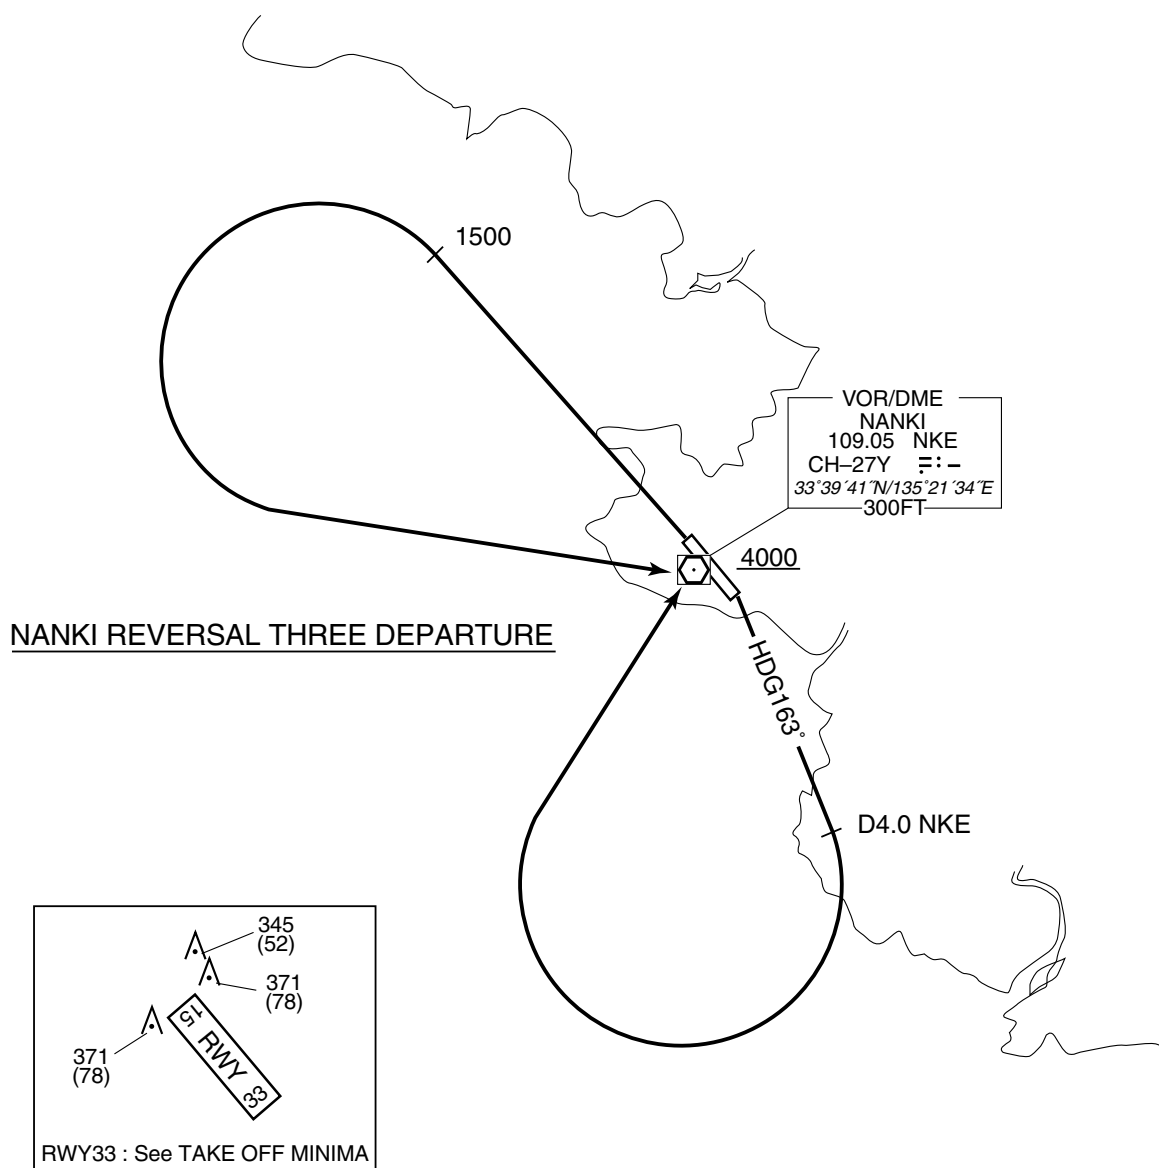 1500
VOR/DME
NANKI
109.05 NKE
CH–27Y
33°39´41˝N/135°21´34˝E
300FT
4000
NANKI REVERSAL THREE DEPARTURE
HDG163°
D4.0 NKE
345
(52)
371
(78)
371
(78)
15 RWY 33
RWY33 : See TAKE OFF MINIMA